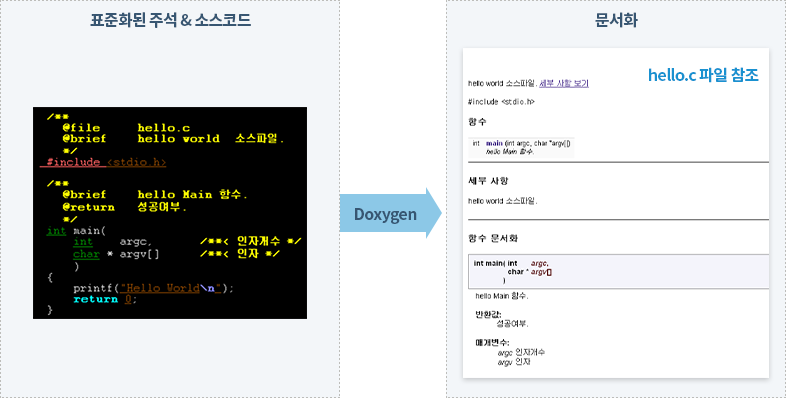 표준화된 주석 & 소스코드
/**
@file hello.c
@brief hello world 소스파일.
*/
#include <stdio.h>
/**
@brief hello Main 함수.
@return 성공여부.
*/
int main(
int argc, /**< 인자개수 */
char * argv[] /**< 인자 */
)
{
printf("Hello World\n");
return 0;
}
Doxygen
문서화
hello.c 파일 참조
hello world 소스파일. 세부 사항 보기
#include <stdio.h>
함수
int main (int argc, char *argv[])
hello Main 함수.
세부 사항
hello world 소스파일.
함수 문서화
int main( int argc,
char * argv[]
)
hello Main 함수.
반환값:
성공여부.
매개변수:
argc 인자개수
argv 인자